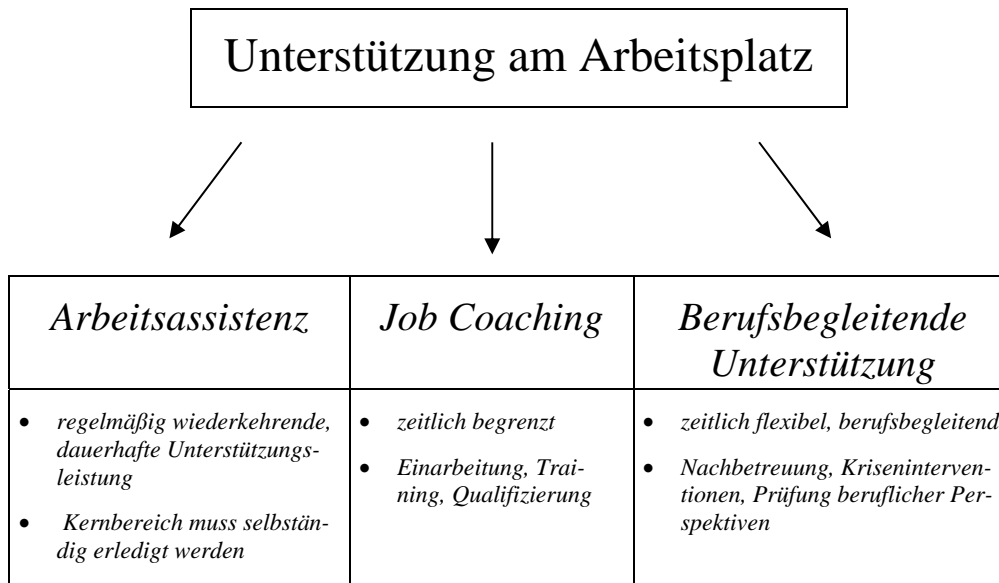 Unterstützung am Arbeitsplatz
Arbeitsassistenz
Job Coaching
Berufsbegleitende
Unterstützung
• regelmäßig wiederkehrende,
dauerhafte Unterstützungs-
leistung
• Kernbereich muss selbstän-
dig erledigt werden
• zeitlich begrenzt
• Einarbeitung, Trai-
ning, Qualifizierung
• zeitlich flexibel, berufsbegleitend
• Nachbetreuung, Kriseninterven-
tionen, Prüfung beruflicher Per-
spektiven